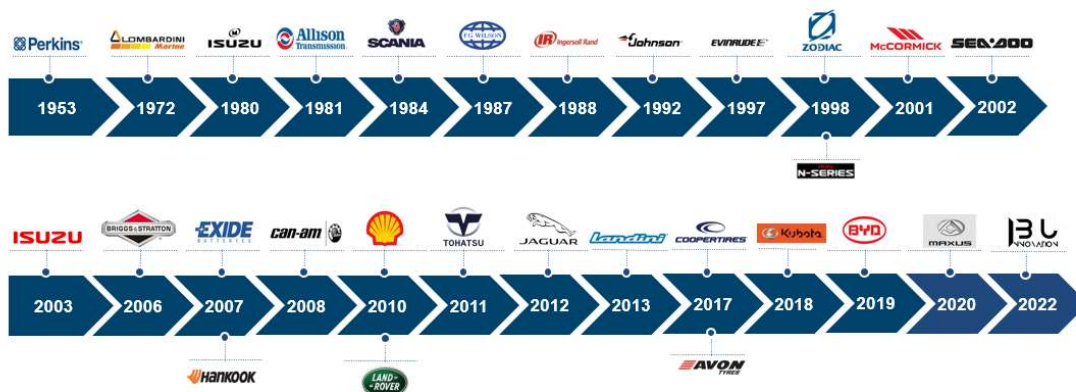 Perkins
LOMBARDINI
Marine
ISUZU
Allison
Transmission
SCANIA
FG WILSON
IR Ingersoll Rand
Johnson
EVINRUDE
ZODIAC
McCORMICK
SEA-DOO
1953
1972
1980
1981
1984
1987
1988
1992
1997
1998
2001
2002
N-SERIES
ISUZU
BRIGGS & STRATTON
EXIDE
BATTERIES
can-am
TOHATSU
JAGUAR
Landini
COOPERTIRES
Kubota
BYD
MAXUS
INNOVATION
2003
2006
2007
2008
2010
2011
2012
2013
2017
2018
2019
2020
2022
HANKOOK
LAND-
-ROVER
AVON
TYRES